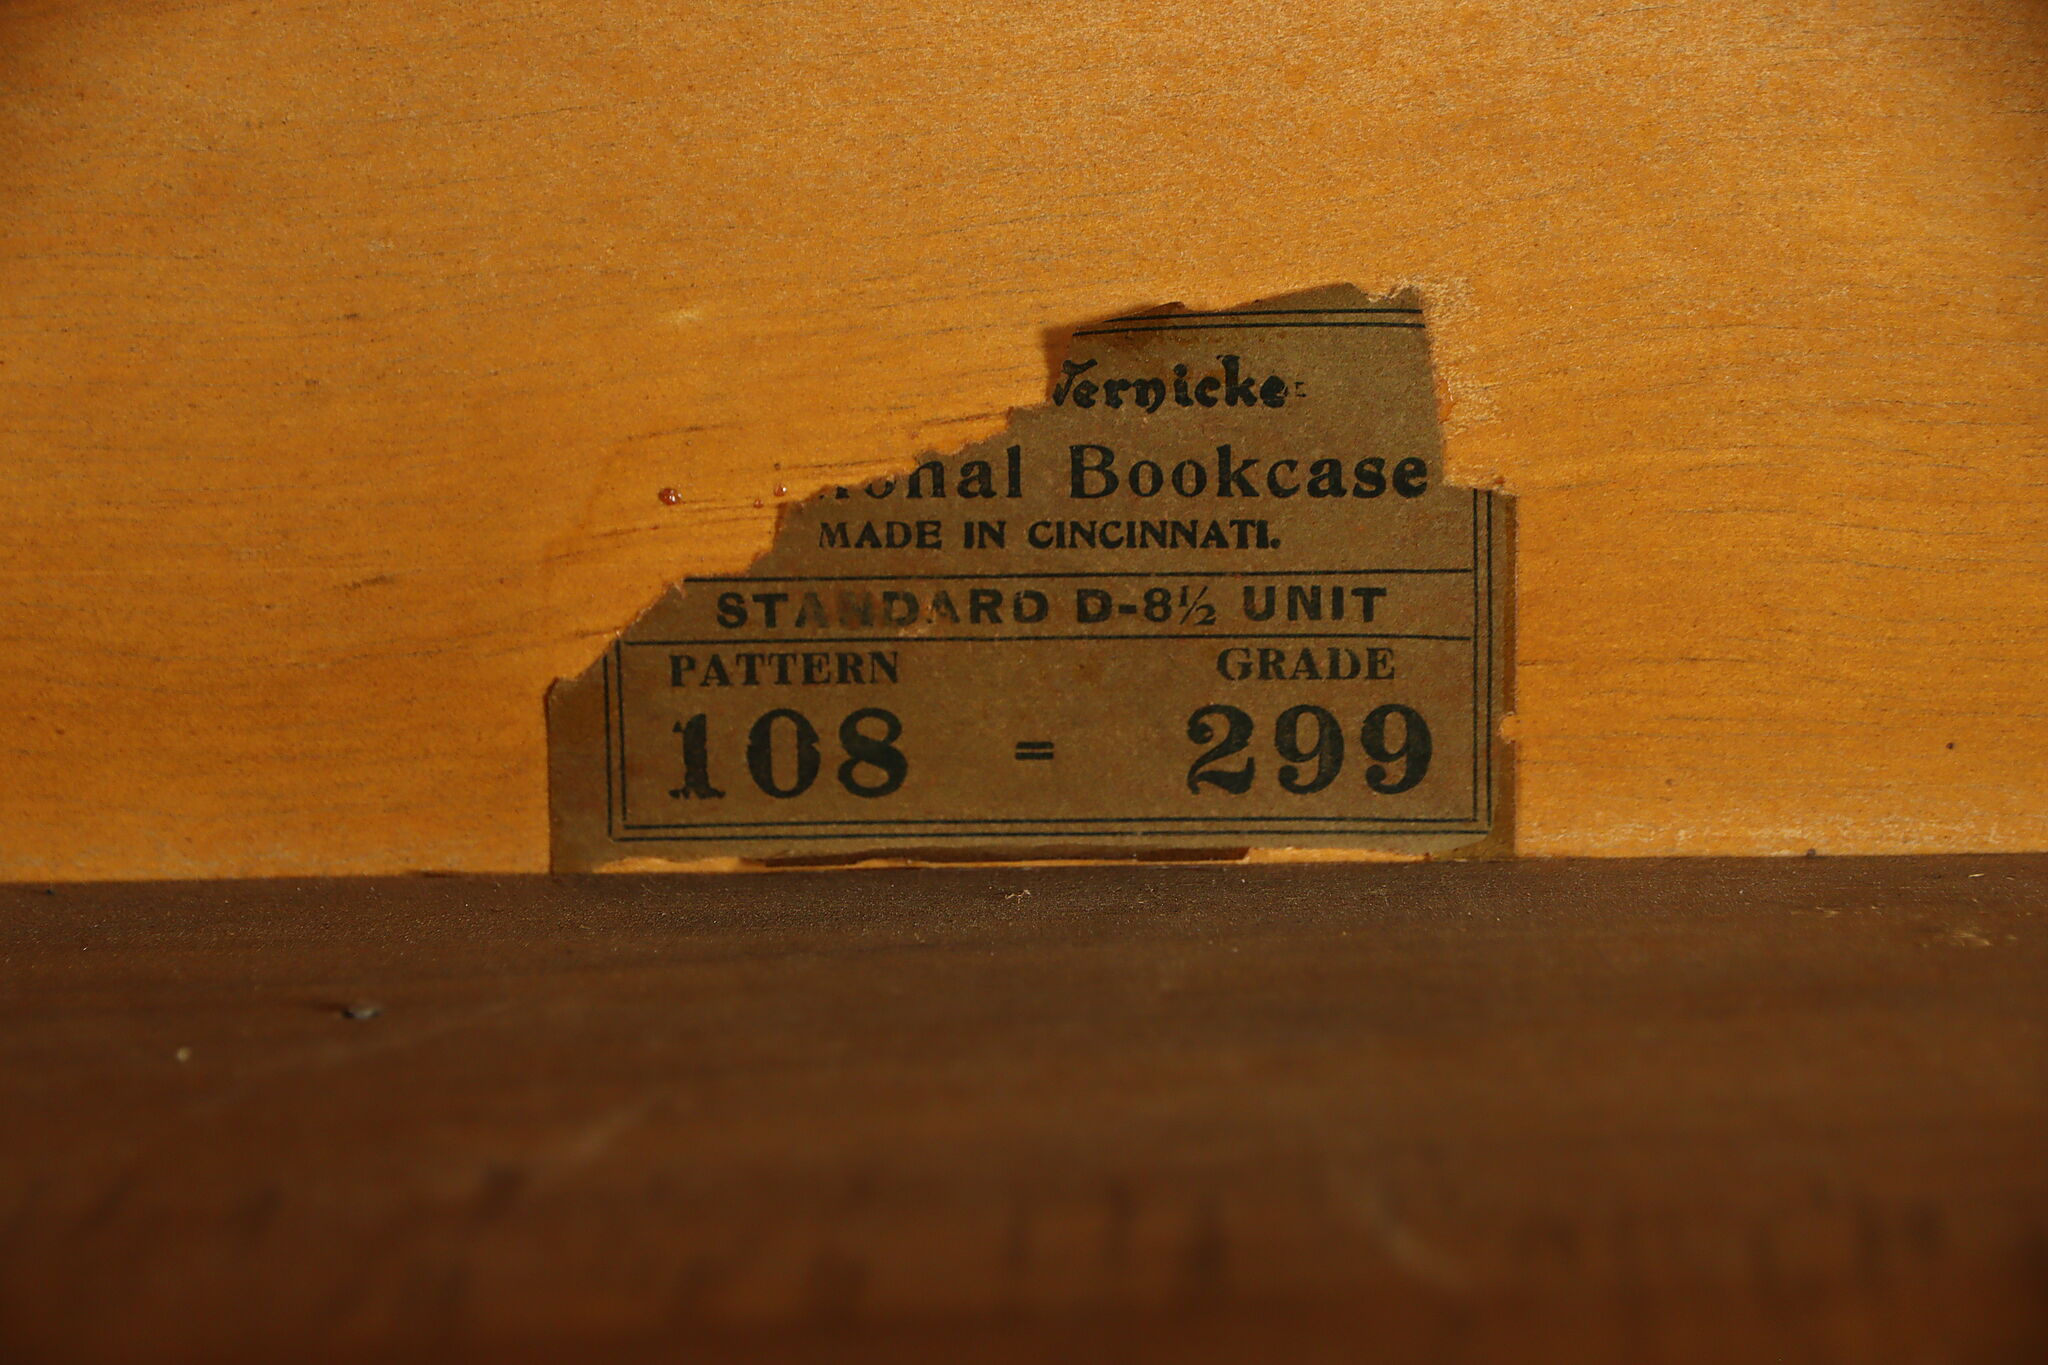 Wernicke
ional Bookcase
MADE IN CINCINNATI.
STANDARD D-8½ UNIT
PATTERN GRADE
108 = 299